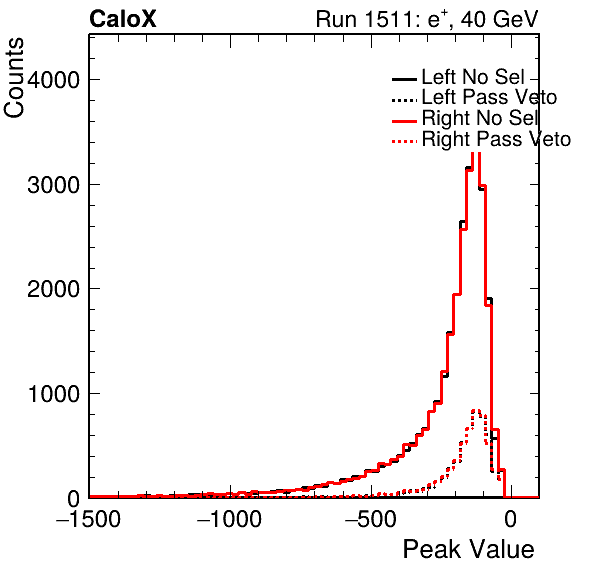 CaloX Run 1511: e⁺, 40 GeV
Counts
4000
3000
2000
1000
0
Left No Sel
Left Pass Veto
Right No Sel
Right Pass Veto
−1500 −1000 −500 0
Peak Value